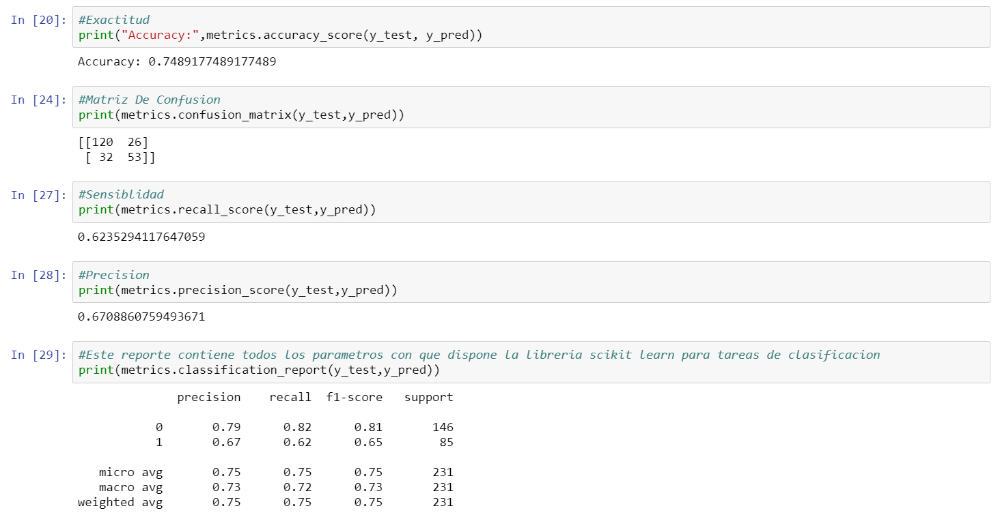 In [20]: #Exactitud
print("Accuracy:",metrics.accuracy_score(y_test, y_pred))
Accuracy: 0.7489177489177489
In [24]: #Matriz De Confusion
print(metrics.confusion_matrix(y_test,y_pred))
[[120  26]
 [ 32  53]]
In [27]: #Sensiblidad
print(metrics.recall_score(y_test,y_pred))
0.6235294117647059
In [28]: #Precision
print(metrics.precision_score(y_test,y_pred))
0.6708860759493671
In [29]: #Este reporte contiene todos los parametros con que dispone la libreria scikit learn para tareas de clasificacion
print(metrics.classification_report(y_test,y_pred))
              precision    recall  f1-score   support
           0       0.79      0.82      0.81       146
           1       0.67      0.62      0.65        85
   micro avg       0.75      0.75      0.75       231
   macro avg       0.73      0.72      0.73       231
weighted avg       0.75      0.75      0.75       231